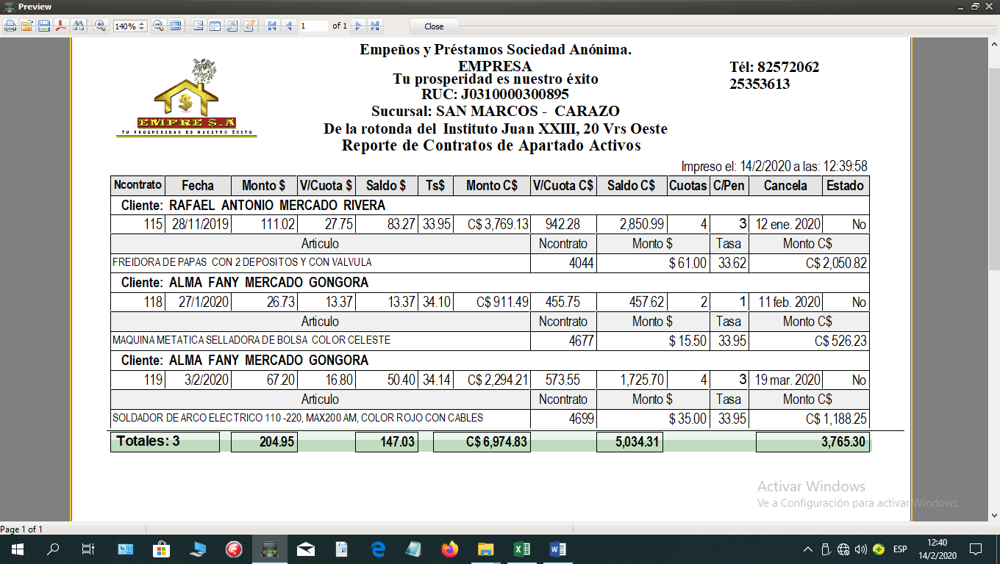 Preview
140%
1
of 1
Close
Empeños y Préstamos Sociedad Anónima.
EMPRESA
Tu prosperidad es nuestro éxito
RUC: J0310000300895
Sucursal: SAN MARCOS - CARAZO
De la rotonda del Instituto Juan XXIII, 20 Vrs Oeste
Reporte de Contratos de Apartado Activos
Tél: 82572062
25353613
EMPRE S.A
TU PROSPERIDAD ES NUESTRO ÉXITO
Impreso el: 14/2/2020 a las: 12:39:58
Ncontrato Fecha Monto $ V/Cuota $ Saldo $ Ts$ Monto C$ V/Cuota C$ Saldo C$ Cuotas C/Pen Cancela Estado
Cliente: RAFAEL ANTONIO MERCADO RIVERA
115 28/11/2019 111.02 27.75 83.27 33.95 C$ 3,769.13 942.28 2,850.99 4 3 12 ene. 2020 No
Articulo Ncontrato Monto $ Tasa Monto C$
FREIDORA DE PAPAS CON 2 DEPOSITOS Y CON VALVULA 4044 $ 61.00 33.62 C$ 2,050.82
Cliente: ALMA FANY MERCADO GONGORA
118 27/1/2020 26.73 13.37 13.37 34.10 C$ 911.49 455.75 457.62 2 1 11 feb. 2020 No
Articulo Ncontrato Monto $ Tasa Monto C$
MAQUINA METATICA SELLADORA DE BOLSA COLOR CELESTE 4677 $ 15.50 33.95 C$ 526.23
Cliente: ALMA FANY MERCADO GONGORA
119 3/2/2020 67.20 16.80 50.40 34.14 C$ 2,294.21 573.55 1,725.70 4 3 19 mar. 2020 No
Articulo Ncontrato Monto $ Tasa Monto C$
SOLDADOR DE ARCO ELECTRICO 110 -220, MAX200 AM, COLOR ROJO CON CABLES 4699 $ 35.00 33.95 C$ 1,188.25
Totales: 3 204.95 147.03 C$ 6,974.83 5,034.31 3,765.30
Activar Windows
Ve a Configuración para activar Windows.
Page 1 of 1
ESP
12:40
14/2/2020